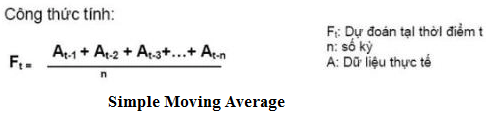 Công thức tính:
Fₜ = (Aₜ₋₁ + Aₜ₋₂ + Aₜ₋₃+...+ Aₜ₋ₙ) / n
Fₜ: Dự đoán tại thời điểm t
n: số kỳ
A: Dữ liệu thực tế
Simple Moving Average